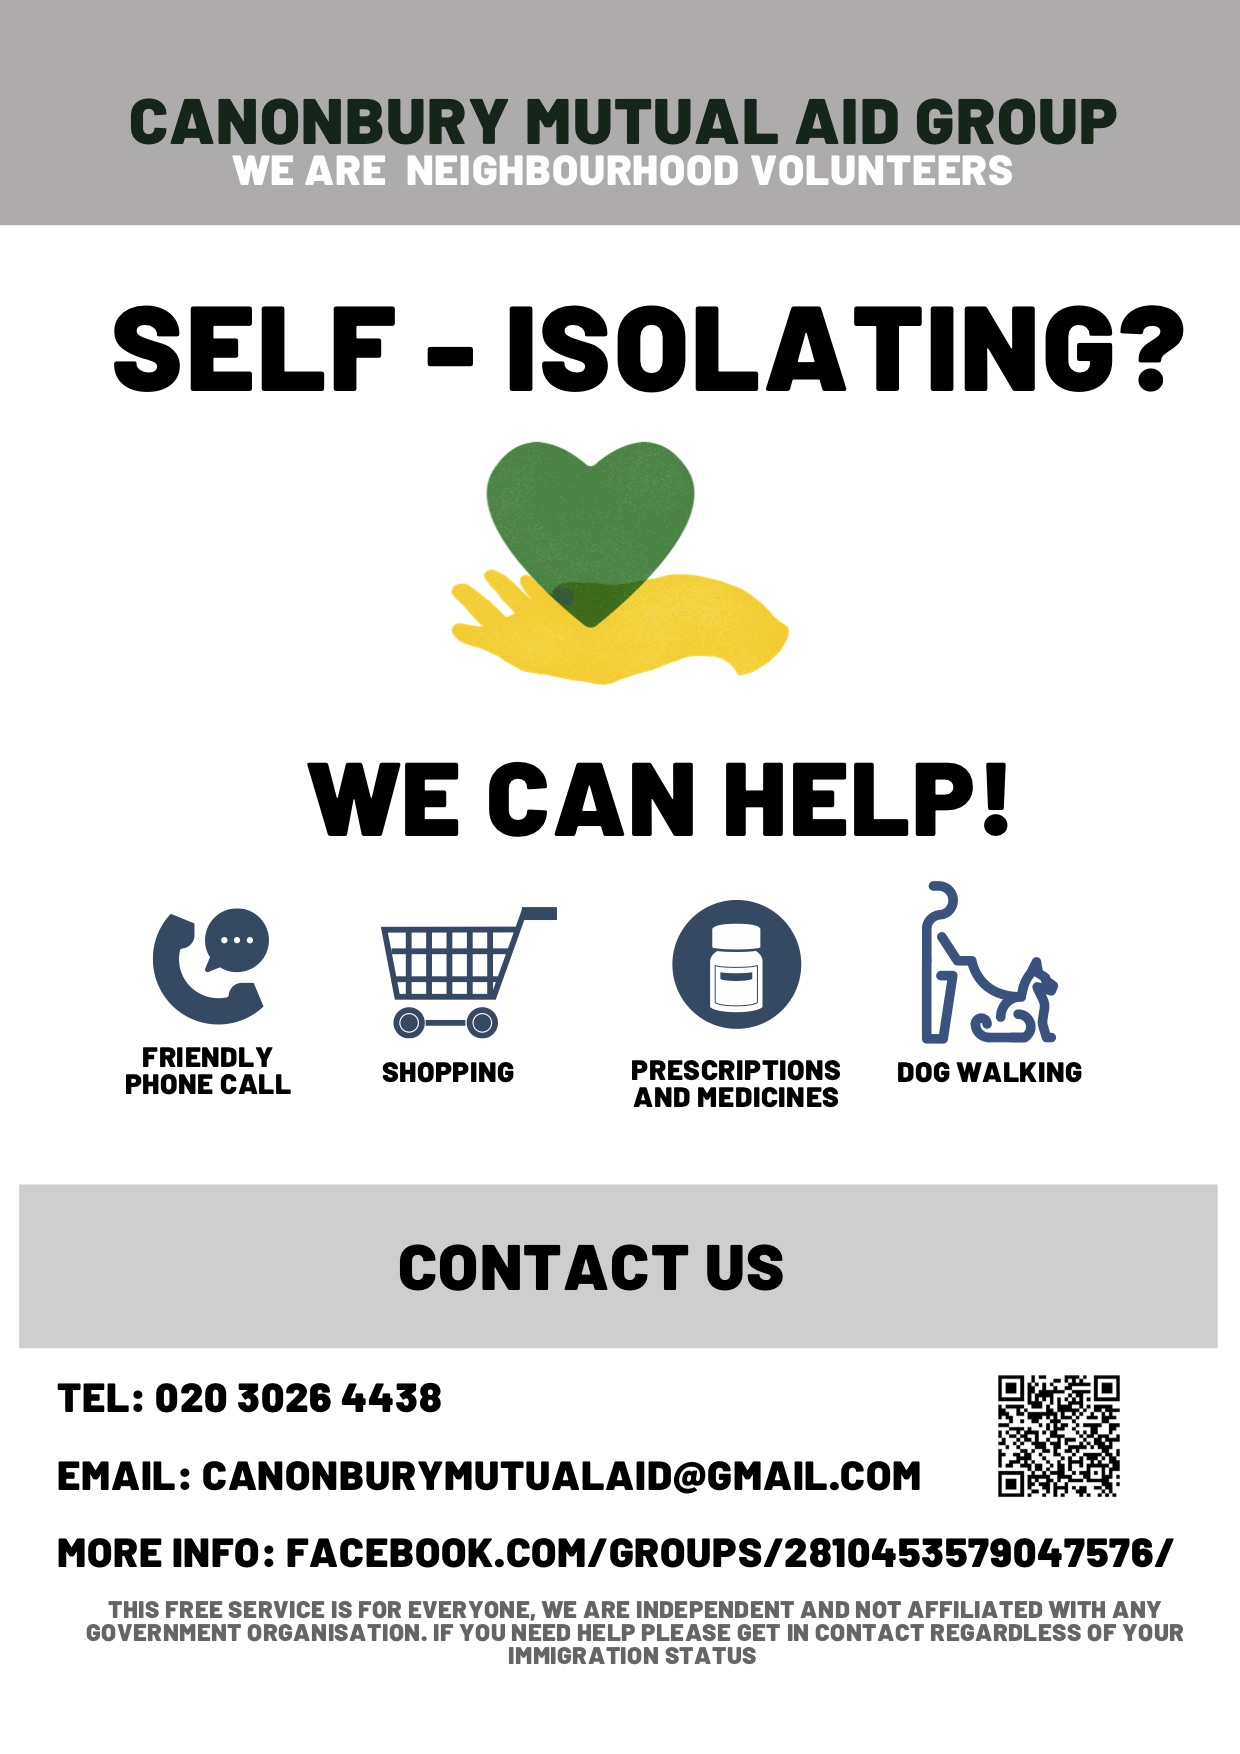 CANONBURY MUTUAL AID GROUP
WE ARE NEIGHBOURHOOD VOLUNTEERS
SELF - ISOLATING?
WE CAN HELP!
FRIENDLY
PHONE CALL
SHOPPING
PRESCRIPTIONS
AND MEDICINES
DOG WALKING
CONTACT US
TEL: 020 3026 4438
EMAIL: CANONBURYMUTUALAID@GMAIL.COM
MORE INFO: FACEBOOK.COM/GROUPS/2810453579047576/
THIS FREE SERVICE IS FOR EVERYONE, WE ARE INDEPENDENT AND NOT AFFILIATED WITH ANY
GOVERNMENT ORGANISATION. IF YOU NEED HELP PLEASE GET IN CONTACT REGARDLESS OF YOUR
IMMIGRATION STATUS